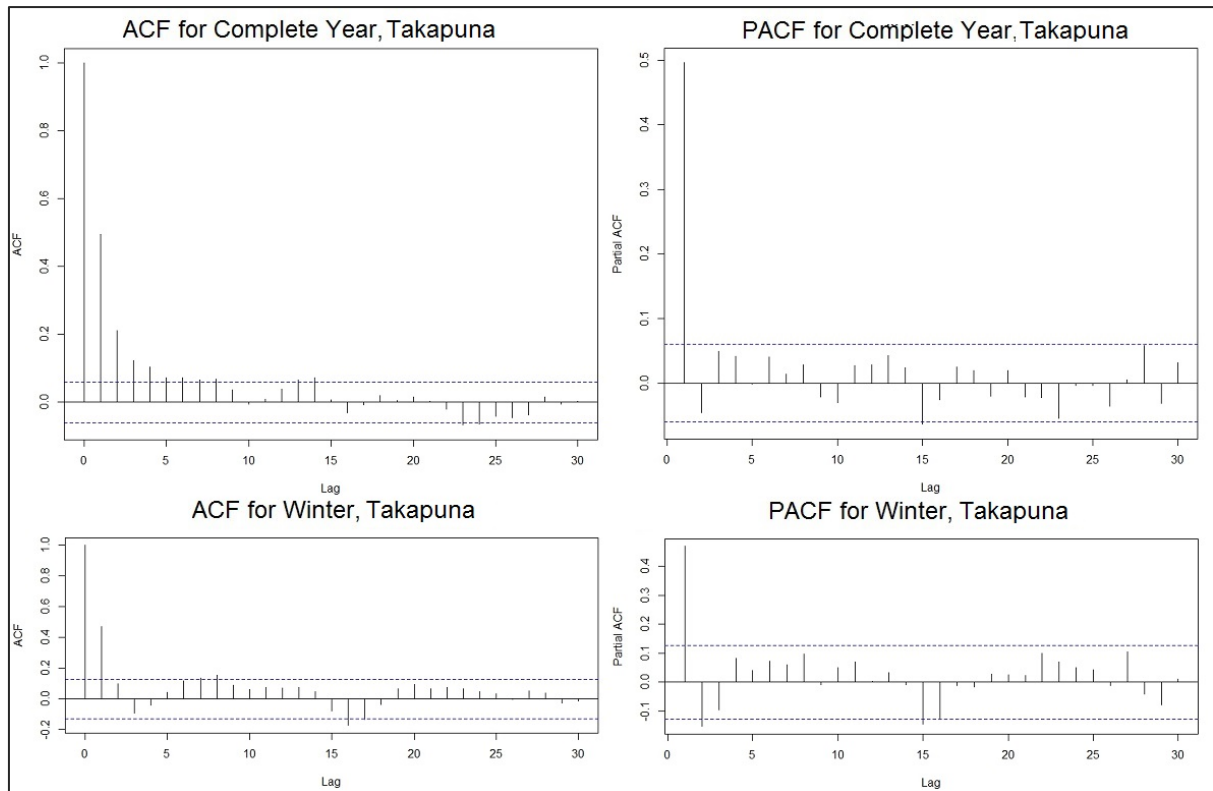 ACF for Complete Year, Takapuna
PACF for Complete Year, Takapuna
ACF
1.0
0.8
0.6
0.4
0.2
0.0
0 5 10 15 20 25 30
Lag
Partial ACF
0.5
0.4
0.3
0.2
0.1
0.0
0 5 10 15 20 25 30
Lag
ACF for Winter, Takapuna
PACF for Winter, Takapuna
ACF
1.0
0.8
0.6
0.4
0.2
0.0
-0.2
0 5 10 15 20 25 30
Lag
Partial ACF
0.4
0.3
0.2
0.1
0.0
-0.1
0 5 10 15 20 25 30
Lag